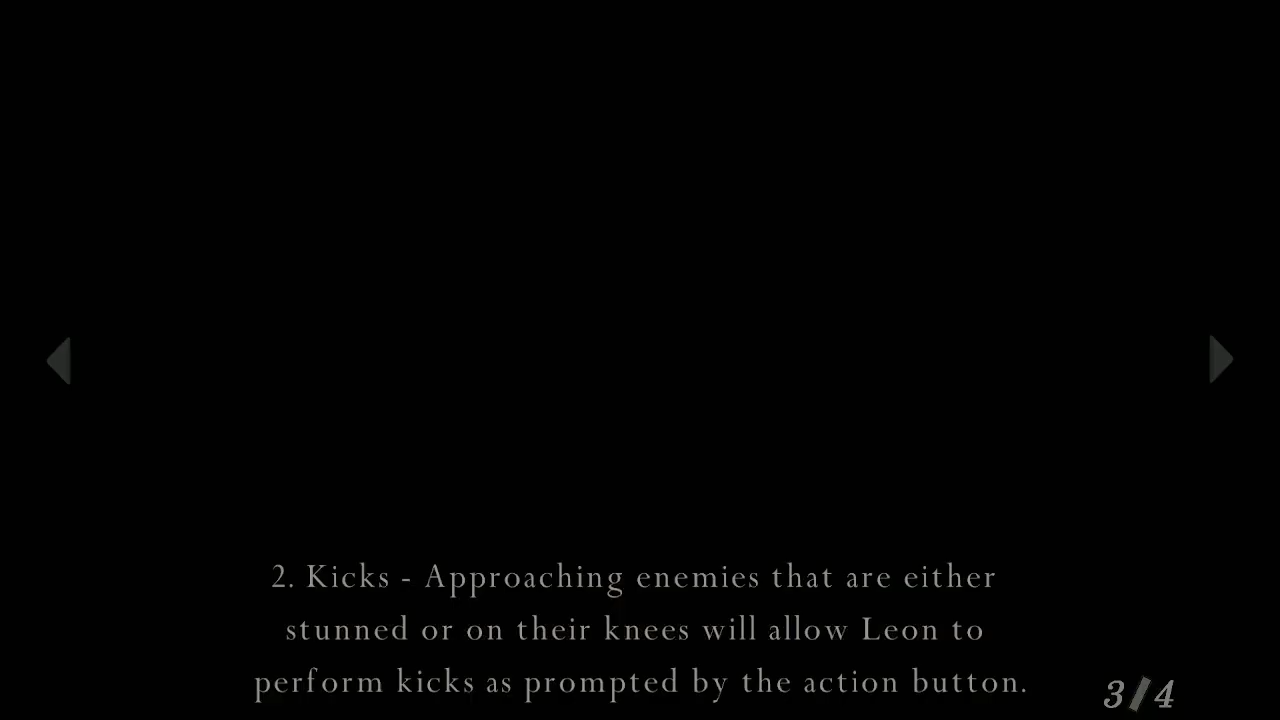 2. Kicks - Approaching enemies that are either
stunned or on their knees will allow Leon to
perform kicks as prompted by the action button.
3/4